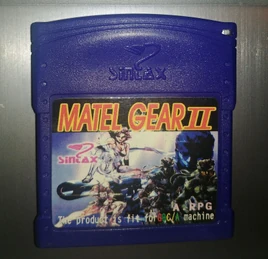 Sintax
MATEL GEAR II
Sintax
A-RPG
The product is fit for G/A machine